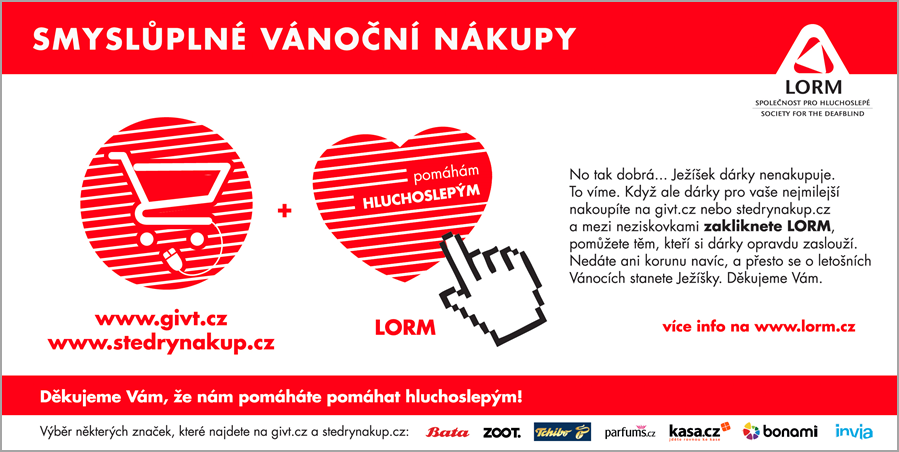 SMYSLŮPLNÉ VÁNOČNÍ NÁKUPY
LORM
SPOLEČNOST PRO HLUCHOSLEPÉ
SOCIETY FOR THE DEAFBLIND
pomáhám
HLUCHOSLEPÝM
+
www.givt.cz
www.stedrynakup.cz
LORM
No tak dobrá... Ježíšek dárky nenakupuje.
To víme. Když ale dárky pro vaše nejmilejší
nakoupíte na givt.cz nebo stedrynakup.cz
a mezi neziskovkami zakliknete LORM,
pomůžete těm, kteří si dárky opravdu zaslouží.
Nedáte ani korunu navíc, a přesto se o letošních
Vánocích stanete Ježíšky. Děkujeme Vám.
více info na www.lorm.cz
Děkujeme Vám, že nám pomáháte pomáhat hluchoslepým!
Výběr některých značek, které najdete na givt.cz a stedrynakup.cz: Bata ZOOT. Tchibo parfums.cz kasa.cz bonami invia
jděte rovnou ke kase